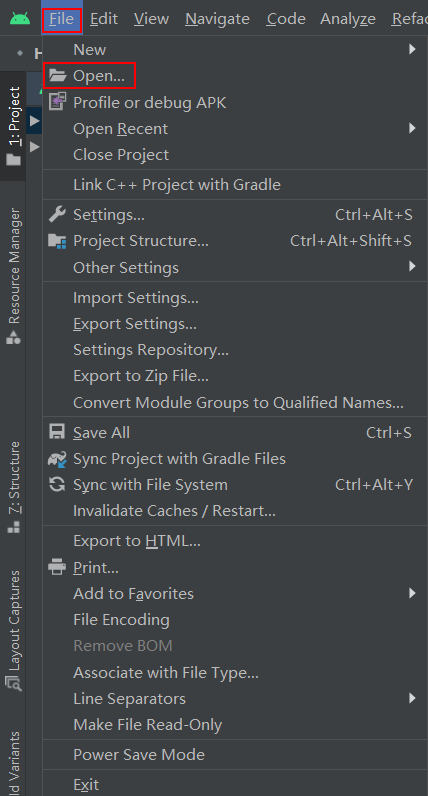 File Edit View Navigate Code Analyze Refac
H
New
Open...
Profile or debug APK
Open Recent
Close Project
Link C++ Project with Gradle
Settings... Ctrl+Alt+S
Project Structure... Ctrl+Alt+Shift+S
Other Settings
Import Settings...
Export Settings...
Settings Repository...
Export to Zip File...
Convert Module Groups to Qualified Names...
Save All Ctrl+S
Sync Project with Gradle Files
Sync with File System Ctrl+Alt+Y
Invalidate Caches / Restart...
Export to HTML...
Print...
Add to Favorites
File Encoding
Remove BOM
Associate with File Type...
Line Separators
Make File Read-Only
Power Save Mode
Exit
1: Project
Resource Manager
7: Structure
Layout Captures
ld Variants